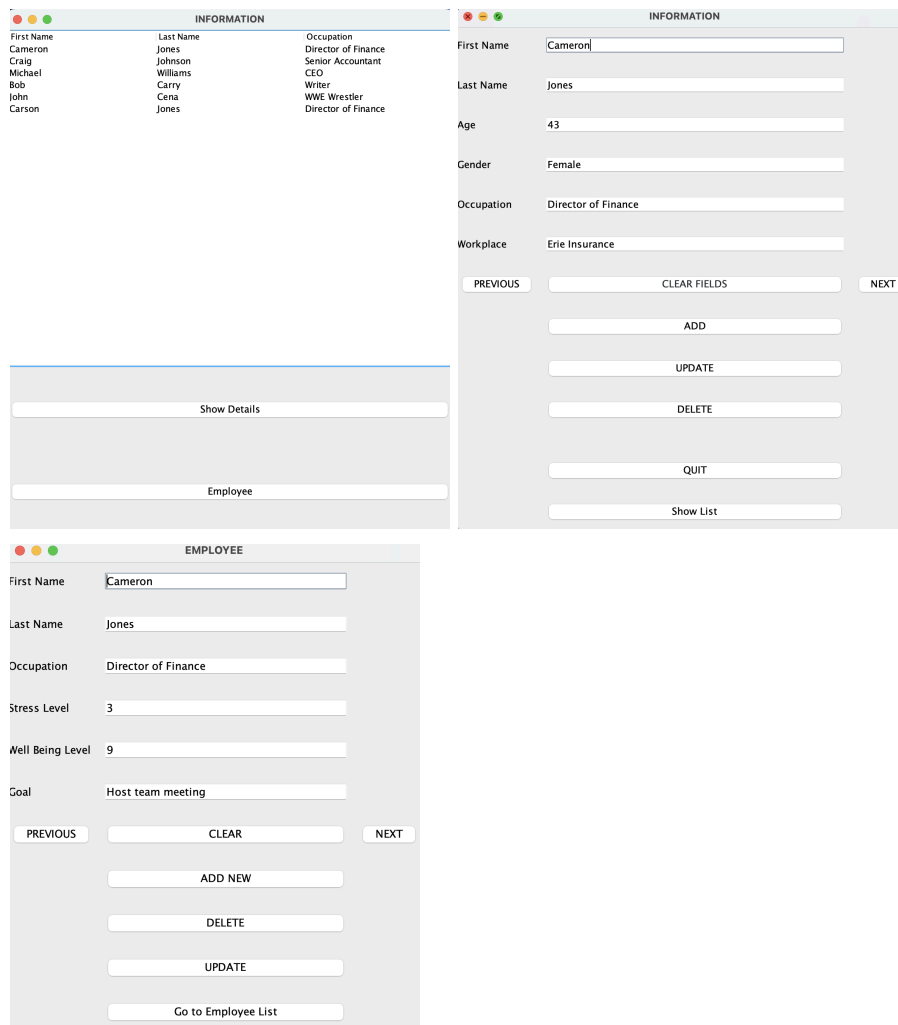 INFORMATION
First Name Last Name Occupation
Cameron Jones Director of Finance
Craig Johnson Senior Accountant
Michael Williams CEO
Bob Carry Writer
John Cena WWE Wrestler
Carson Jones Director of Finance
Show Details
Employee
INFORMATION
First Name Cameron
Last Name Jones
Age 43
Gender Female
Occupation Director of Finance
Workplace Erie Insurance
PREVIOUS CLEAR FIELDS NEXT
ADD
UPDATE
DELETE
QUIT
Show List
EMPLOYEE
First Name Cameron
Last Name Jones
Occupation Director of Finance
Stress Level 3
Well Being Level 9
Goal Host team meeting
PREVIOUS CLEAR NEXT
ADD NEW
DELETE
UPDATE
Go to Employee List